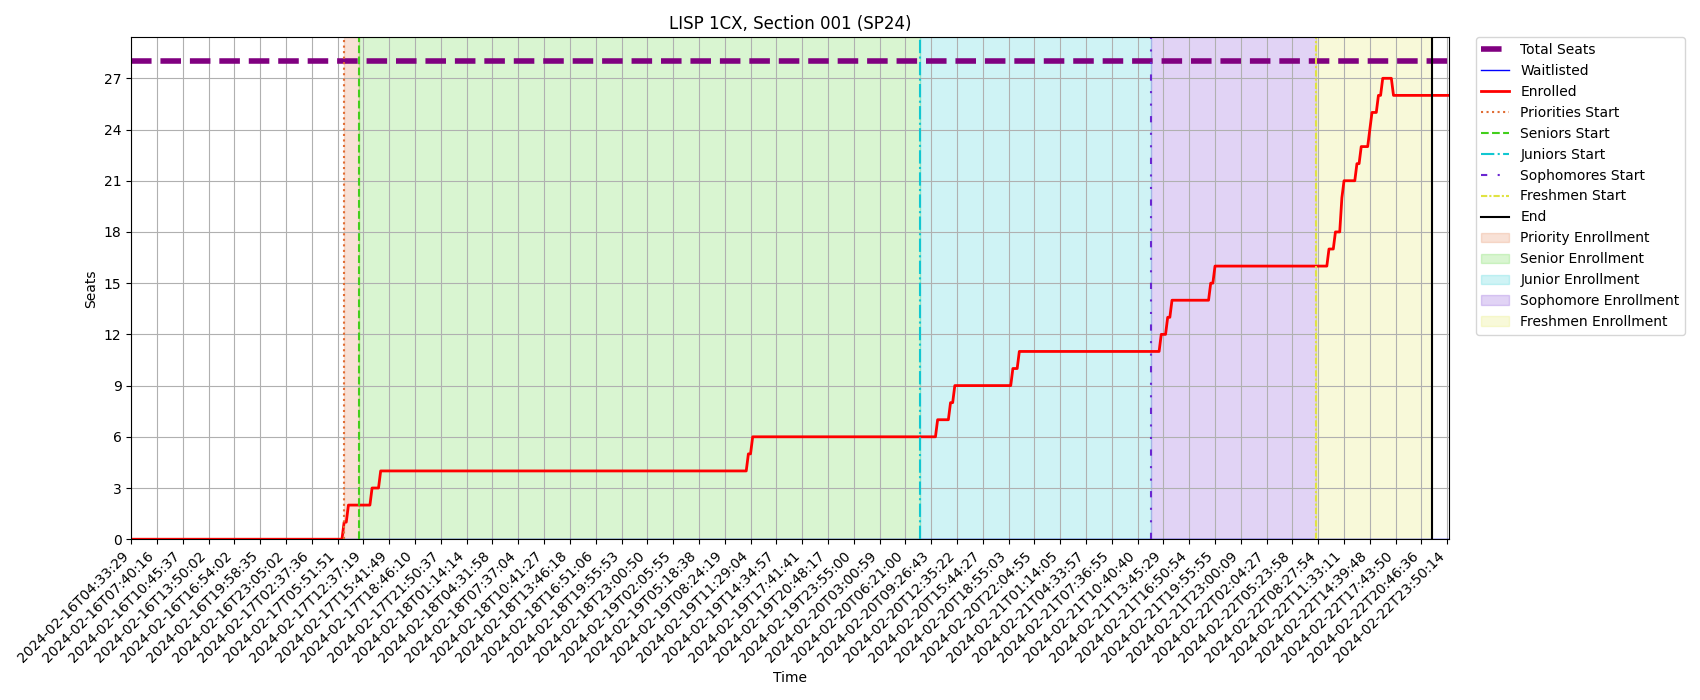 LISP 1CX, Section 001 (SP24)
Total Seats
Waitlisted
Enrolled
Priorities Start
Seniors Start
Juniors Start
Sophomores Start
Freshmen Start
End
Priority Enrollment
Senior Enrollment
Junior Enrollment
Sophomore Enrollment
Freshmen Enrollment
Seats
27
24
21
18
15
12
9
6
3
0
2024-02-16T04:33:29
2024-02-16T07:40:16
2024-02-16T10:45:37
2024-02-16T13:50:02
2024-02-16T16:54:02
2024-02-16T19:58:35
2024-02-16T23:05:02
2024-02-17T02:37:36
2024-02-17T05:51:51
2024-02-17T12:37:19
2024-02-17T15:41:49
2024-02-17T18:46:10
2024-02-17T21:50:37
2024-02-18T01:14:14
2024-02-18T04:31:58
2024-02-18T07:37:04
2024-02-18T10:41:27
2024-02-18T13:46:18
2024-02-18T16:51:06
2024-02-18T19:55:53
2024-02-18T23:00:50
2024-02-19T02:05:55
2024-02-19T05:18:38
2024-02-19T08:24:19
2024-02-19T11:29:04
2024-02-19T14:34:57
2024-02-19T17:41:41
2024-02-19T20:48:17
2024-02-19T23:55:00
2024-02-20T03:00:59
2024-02-20T06:21:00
2024-02-20T09:26:43
2024-02-20T12:35:22
2024-02-20T15:44:27
2024-02-20T18:55:03
2024-02-20T22:04:55
2024-02-21T01:14:05
2024-02-21T04:33:57
2024-02-21T07:36:55
2024-02-21T10:40:40
2024-02-21T13:45:29
2024-02-21T16:50:54
2024-02-21T19:55:55
2024-02-21T23:00:09
2024-02-22T02:04:27
2024-02-22T05:23:58
2024-02-22T08:27:54
2024-02-22T11:33:11
2024-02-22T14:39:48
2024-02-22T17:43:50
2024-02-22T20:46:36
2024-02-22T23:50:14
Time